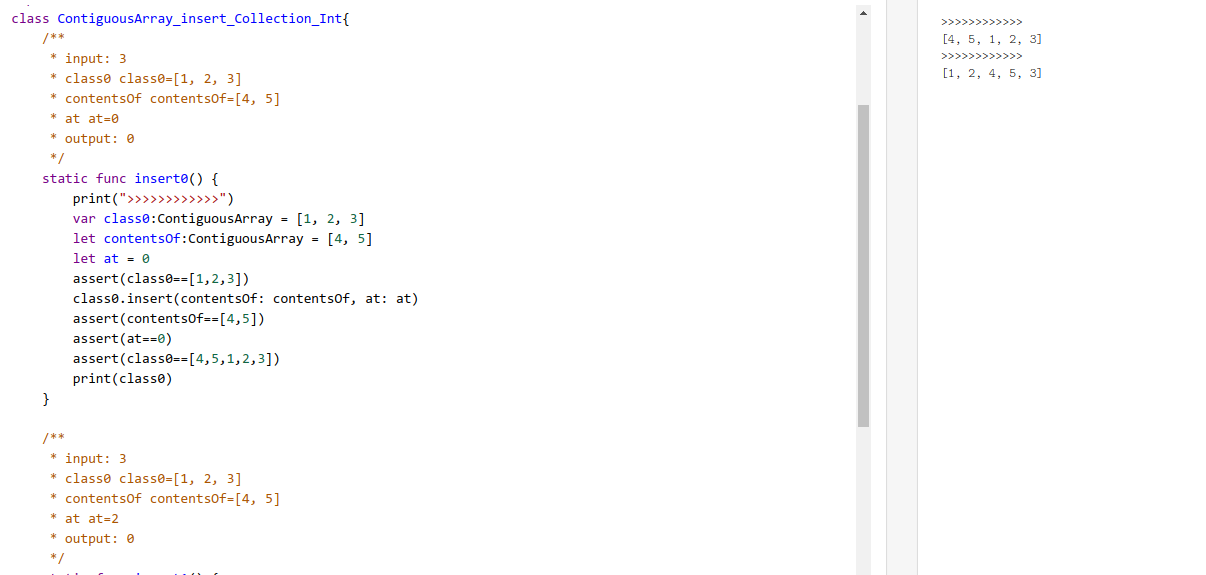 class ContiguousArray_insert_Collection_Int{
/**
* input: 3
* class0 class0=[1, 2, 3]
* contentsOf contentsOf=[4, 5]
* at at=0
* output: 0
*/
static func insert0() {
print(">>>>>>>>>>>>")
var class0:ContiguousArray = [1, 2, 3]
let contentsOf:ContiguousArray = [4, 5]
let at = 0
assert(class0==[1,2,3])
class0.insert(contentsOf: contentsOf, at: at)
assert(contentsOf==[4,5])
assert(at==0)
assert(class0==[4,5,1,2,3])
print(class0)
}
/**
* input: 3
* class0 class0=[1, 2, 3]
* contentsOf contentsOf=[4, 5]
* at at=2
* output: 0
*/
>>>>>>>>>>>>
[4, 5, 1, 2, 3]
>>>>>>>>>>>>
[1, 2, 4, 5, 3]